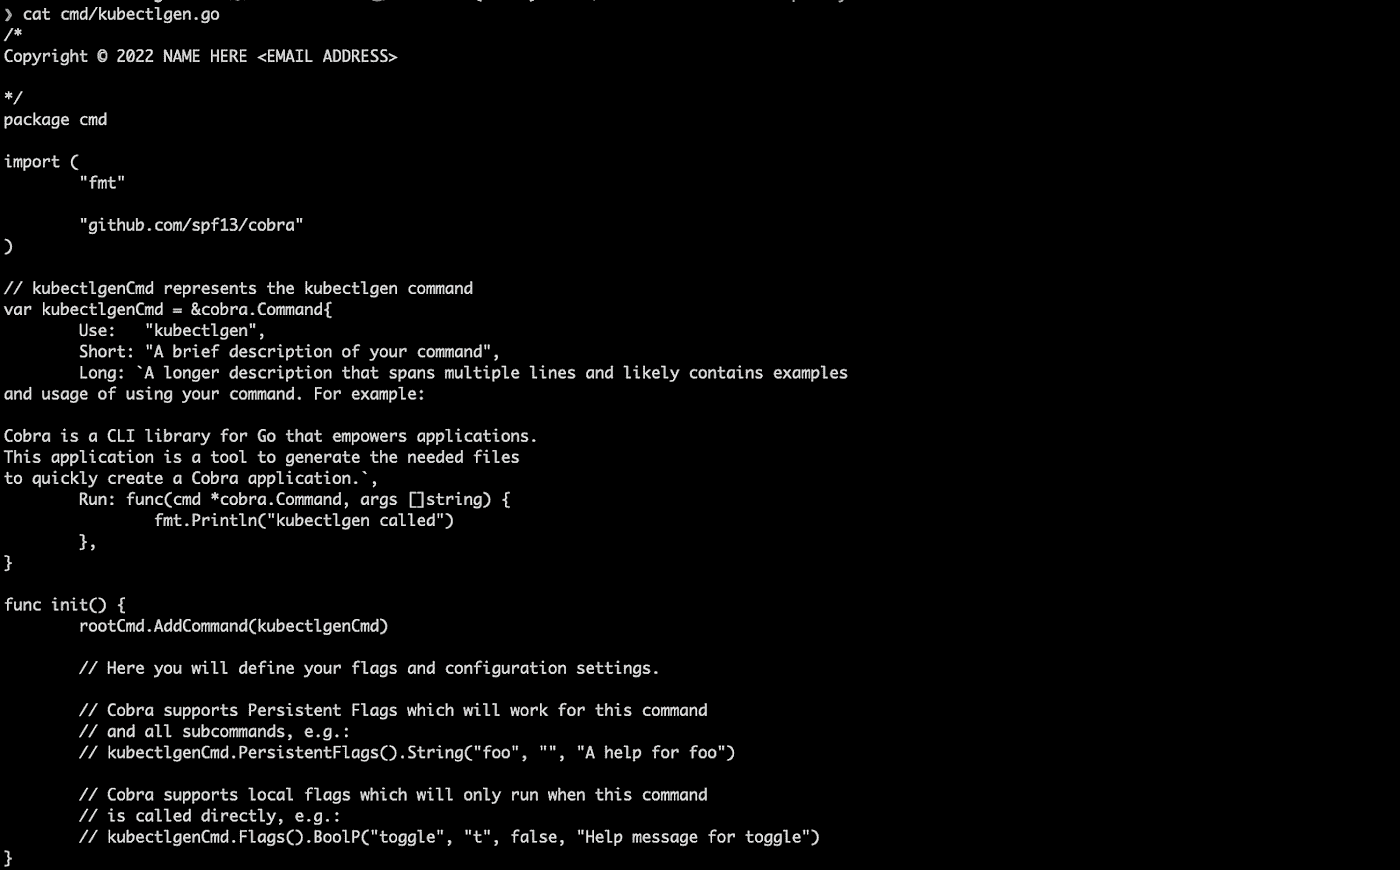 ❯ cat cmd/kubectlgen.go
/*
Copyright © 2022 NAME HERE <EMAIL ADDRESS>

*/
package cmd

import (
        "fmt"

        "github.com/spf13/cobra"
)

// kubectlgenCmd represents the kubectlgen command
var kubectlgenCmd = &cobra.Command{
        Use:   "kubectlgen",
        Short: "A brief description of your command",
        Long: `A longer description that spans multiple lines and likely contains examples
and usage of using your command. For example:

Cobra is a CLI library for Go that empowers applications.
This application is a tool to generate the needed files
to quickly create a Cobra application.`,
        Run: func(cmd *cobra.Command, args []string) {
                fmt.Println("kubectlgen called")
        },
}

func init() {
        rootCmd.AddCommand(kubectlgenCmd)

        // Here you will define your flags and configuration settings.

        // Cobra supports Persistent Flags which will work for this command
        // and all subcommands, e.g.:
        // kubectlgenCmd.PersistentFlags().String("foo", "", "A help for foo")

        // Cobra supports local flags which will only run when this command
        // is called directly, e.g.:
        // kubectlgenCmd.Flags().BoolP("toggle", "t", false, "Help message for toggle")
}